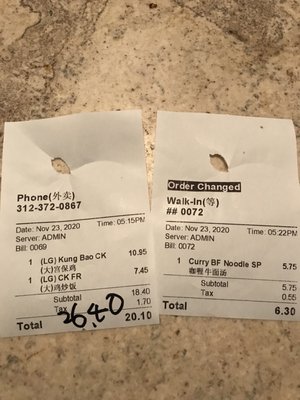 Phone(外卖)
312-372-0867
Date: Nov 23, 2020 Time: 05:15PM
Server: ADMIN
Bill: 0069
1 (LG) Kung Bao CK 10.95
(大)宫保鸡
1 (LG) CK FR 7.45
(大)鸡炒饭
Subtotal 18.40
Tax 1.70
Total 20.10
26.40
Order Changed
Walk-In(等)
## 0072
Date: Nov 23, 2020 Time: 05:22PM
Server: ADMIN
Bill: 0072
1 Curry BF Noodle SP 5.75
咖喱牛面汤
Subtotal 5.75
Tax 0.55
Total 6.30